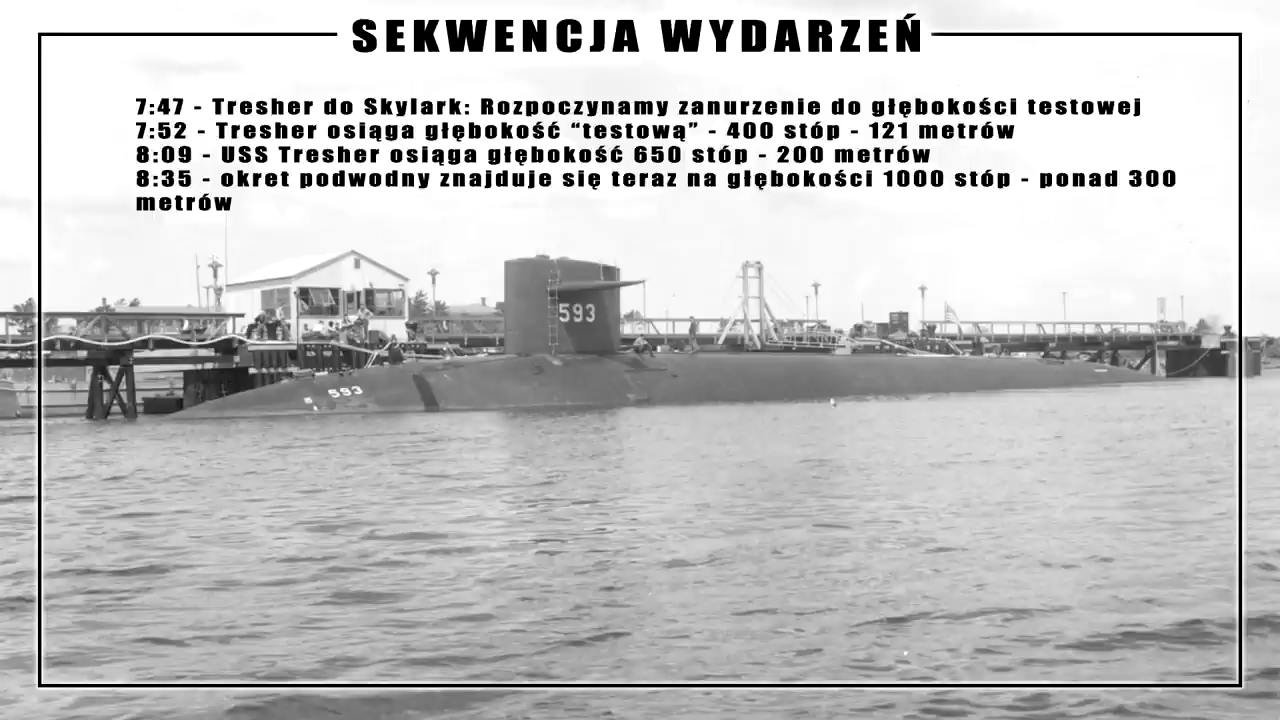 SEKWENCJA WYDARZEŃ
7:47 - Tresher do Skylark: Rozpoczynamy zanurzenie do głębokości testowej
7:52 - Tresher osiąga głębokość “testową” - 400 stóp - 121 metrów
8:09 - USS Tresher osiąga głębokość 650 stóp - 200 metrów
8:35 - okret podwodny znajduje się teraz na głębokości 1000 stóp - ponad 300
metrów
593
593